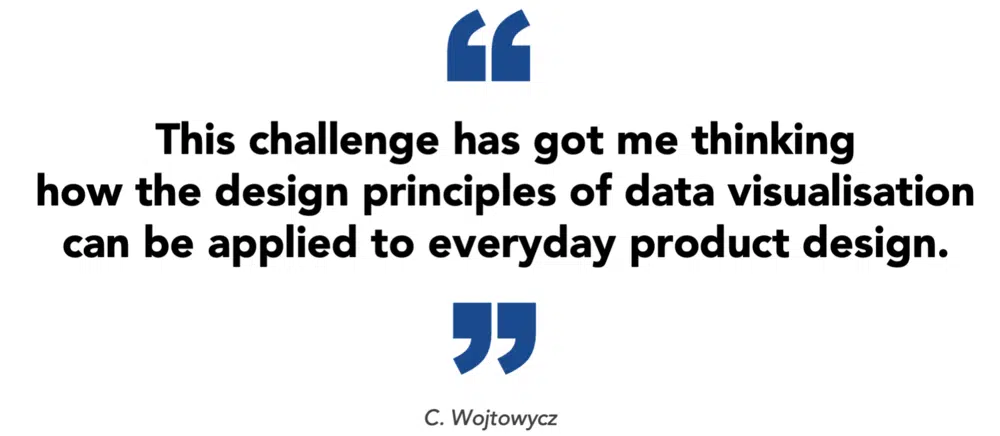 “
This challenge has got me thinking
how the design principles of data visualisation
can be applied to everyday product design.
”
C. Wojtowycz